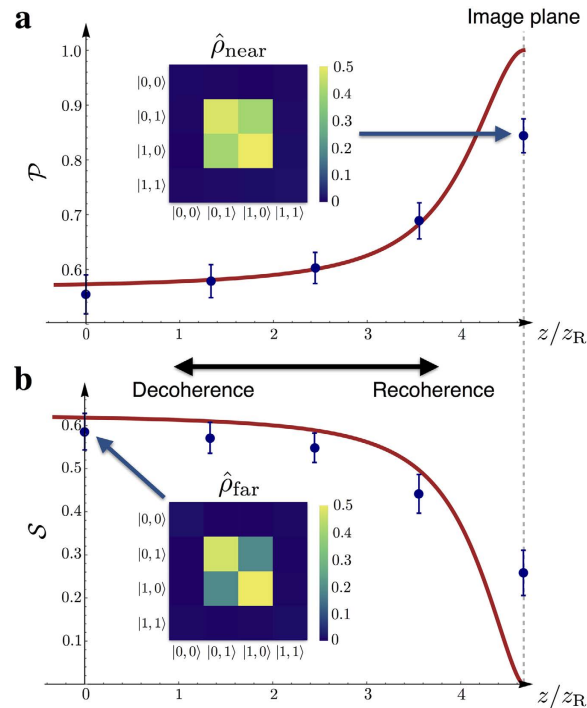 a
Image plane
1.0
0.9
0.8
0.7
0.6
𝒫
ρ̂near
|0,0⟩
|0,1⟩
|1,0⟩
|1,1⟩
|0,0⟩ |0,1⟩ |1,0⟩ |1,1⟩
0.5
0.4
0.3
0.2
0.1
0
0 1 2 3 4 z/zR
Decoherence Recoherence
b
0.6
0.5
0.4
0.3
0.2
0.1
𝒮
ρ̂far
|0,0⟩
|0,1⟩
|1,0⟩
|1,1⟩
|0,0⟩ |0,1⟩ |1,0⟩ |1,1⟩
0.5
0.4
0.3
0.2
0.1
0
0 1 2 3 4 z/zR